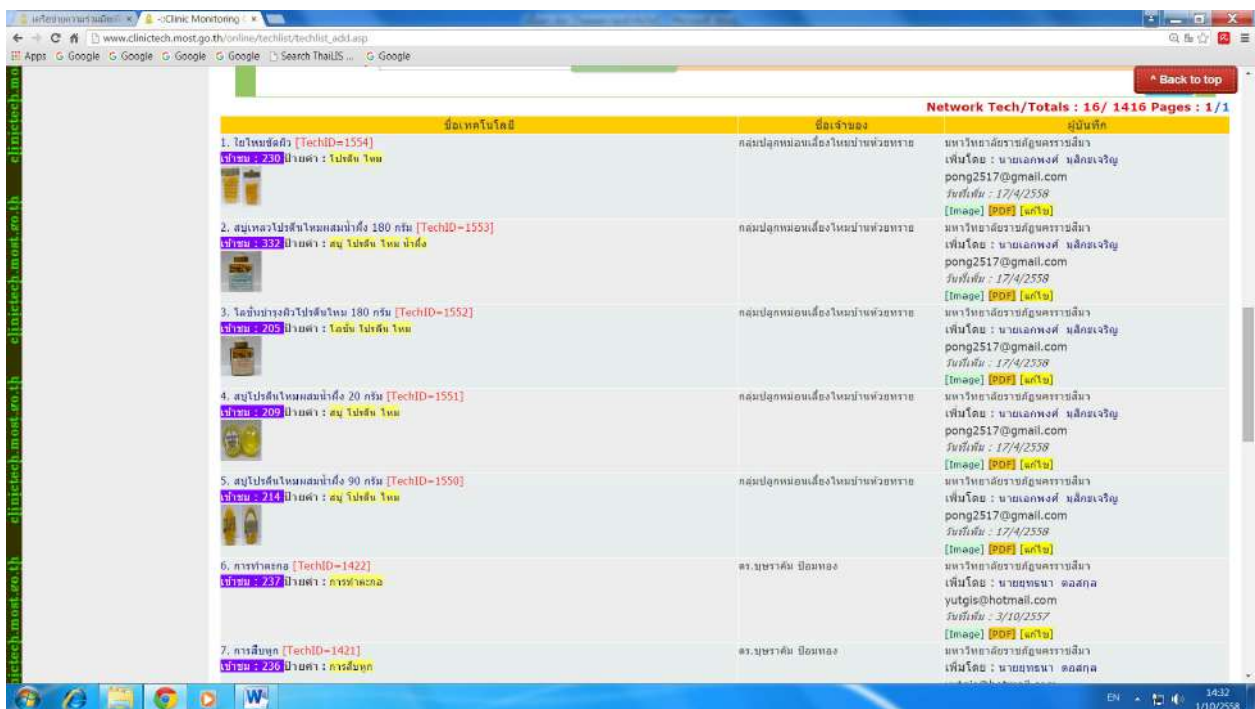 -:Clinic Monitoring
www.clinictech.most.go.th/online/techlist/techlist_add.asp
Apps Google Google Google Google Search ThaiLIS ... Google
^ Back to top
Network Tech/Totals : 16/ 1416 Pages : 1/1
ชื่อเทคโนโลยี ชื่อเจ้าของ ผู้บันทึก
1. ใยไหมขัดผิว [TechID=1554] กลุ่มปลูกหม่อนเลี้ยงไหมบ้านห้วยทราย มหาวิทยาลัยราชภัฏนครราชสีมา
เข้าชม : 230 ป้ายคำ : โปรตีน ไหม เพิ่มโดย : นายเอกพงศ์ มุสิกะเจริญ
pong2517@gmail.com
วันที่เพิ่ม : 17/4/2558
[Image] [PDF] [แก้ไข]
2. สบู่เหลวโปรตีนไหมผสมน้ำผึ้ง 180 กรัม [TechID=1553] กลุ่มปลูกหม่อนเลี้ยงไหมบ้านห้วยทราย มหาวิทยาลัยราชภัฏนครราชสีมา
เข้าชม : 332 ป้ายคำ : สบู่ โปรตีน ไหม น้ำผึ้ง เพิ่มโดย : นายเอกพงศ์ มุสิกะเจริญ
pong2517@gmail.com
วันที่เพิ่ม : 17/4/2558
[Image] [PDF] [แก้ไข]
3. โลชั่นบำรุงผิวโปรตีนไหม 180 กรัม [TechID=1552] กลุ่มปลูกหม่อนเลี้ยงไหมบ้านห้วยทราย มหาวิทยาลัยราชภัฏนครราชสีมา
เข้าชม : 205 ป้ายคำ : โลชั่น โปรตีน ไหม เพิ่มโดย : นายเอกพงศ์ มุสิกะเจริญ
pong2517@gmail.com
วันที่เพิ่ม : 17/4/2558
[Image] [PDF] [แก้ไข]
4. สบู่โปรตีนไหมผสมน้ำผึ้ง 20 กรัม [TechID=1551] กลุ่มปลูกหม่อนเลี้ยงไหมบ้านห้วยทราย มหาวิทยาลัยราชภัฏนครราชสีมา
เข้าชม : 209 ป้ายคำ : สบู่ โปรตีน ไหม เพิ่มโดย : นายเอกพงศ์ มุสิกะเจริญ
pong2517@gmail.com
วันที่เพิ่ม : 17/4/2558
[Image] [PDF] [แก้ไข]
5. สบู่โปรตีนไหมผสมน้ำผึ้ง 90 กรัม [TechID=1550] กลุ่มปลูกหม่อนเลี้ยงไหมบ้านห้วยทราย มหาวิทยาลัยราชภัฏนครราชสีมา
เข้าชม : 214 ป้ายคำ : สบู่ โปรตีน ไหม เพิ่มโดย : นายเอกพงศ์ มุสิกะเจริญ
pong2517@gmail.com
วันที่เพิ่ม : 17/4/2558
[Image] [PDF] [แก้ไข]
6. การทำตะกอ [TechID=1422] ดร.บุษราคัม ป้อมทอง มหาวิทยาลัยราชภัฏนครราชสีมา
เข้าชม : 237 ป้ายคำ : การทำตะกอ เพิ่มโดย : นายยุทธนา ตอสกุล
yutgis@hotmail.com
วันที่เพิ่ม : 3/10/2557
[Image] [PDF] [แก้ไข]
7. การสืบหูก [TechID=1421] ดร.บุษราคัม ป้อมทอง มหาวิทยาลัยราชภัฏนครราชสีมา
เข้าชม : 236 ป้ายคำ : การสืบหูก เพิ่มโดย : นายยุทธนา ตอสกุล
clinictech.most.go.th
EN 14:32
1/10/2558